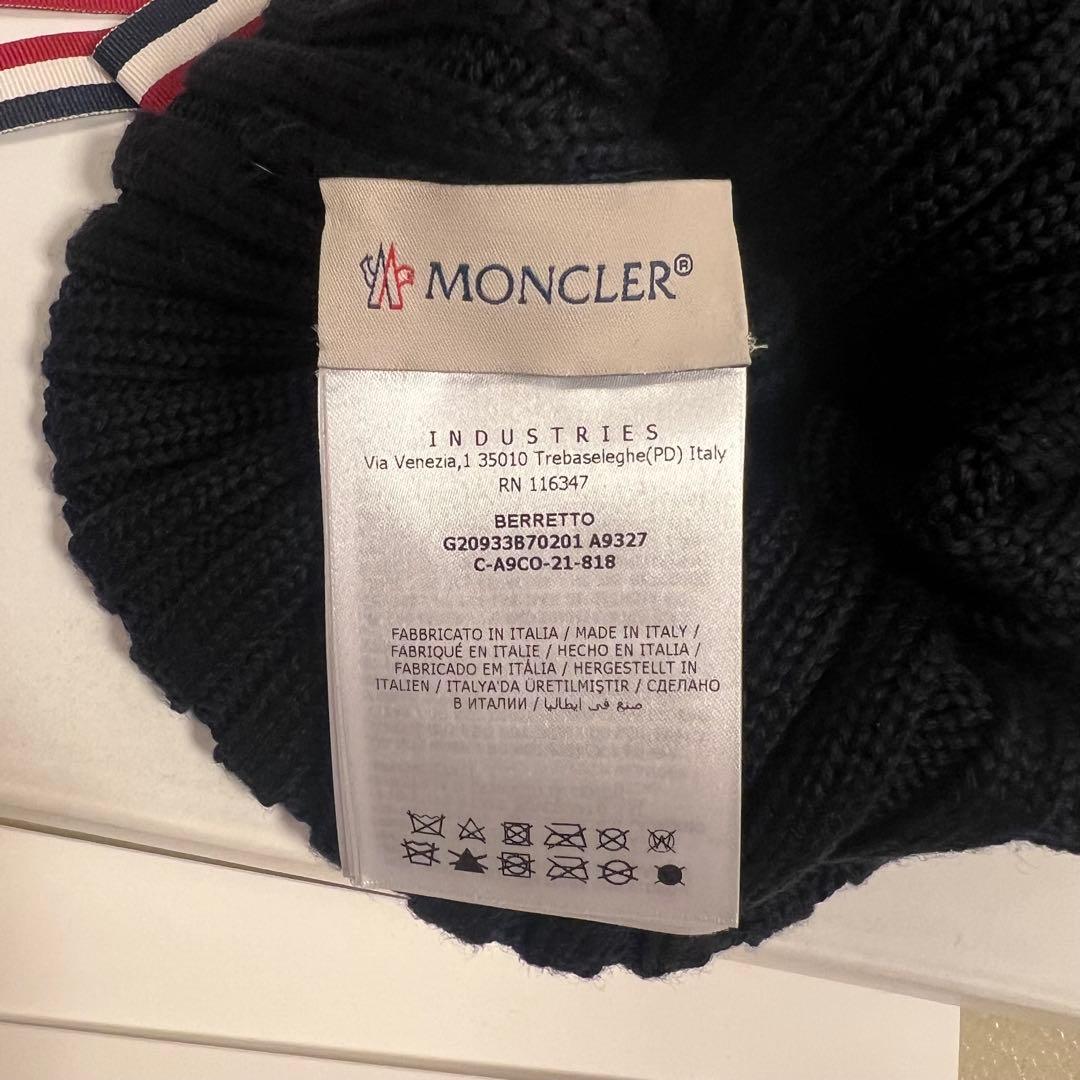 MONCLER®
INDUSTRIES
Via Venezia,1 35010 Trebaseleghe(PD) Italy
RN 116347
BERRETTO
G20933B70201 A9327
C-A9CO-21-818
FABBRICATO IN ITALIA / MADE IN ITALY /
FABRIQUÉ EN ITALIE / HECHO EN ITALIA /
FABRICADO EM ITÁLIA / HERGESTELLT IN
ITALIEN / ITALYA'DA ÜRETILMIŞTIR / СДЕЛАНО
В ИТАЛИИ / صنع في ايطاليا